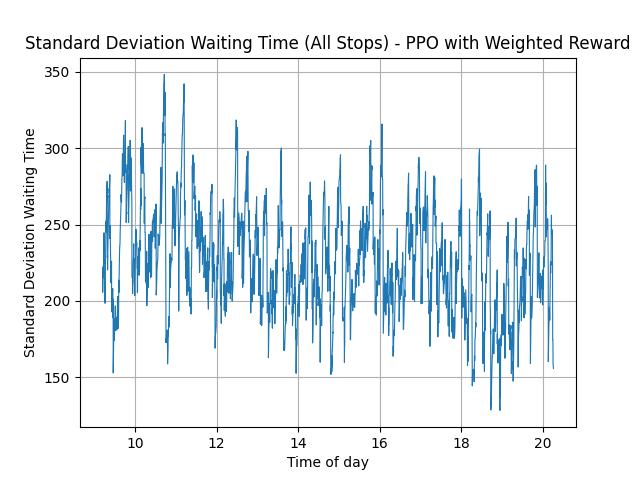 Standard Deviation Waiting Time (All Stops) - PPO with Weighted Reward
350
300
250
200
150
Standard Deviation Waiting Time
10 12 14 16 18 20
Time of day